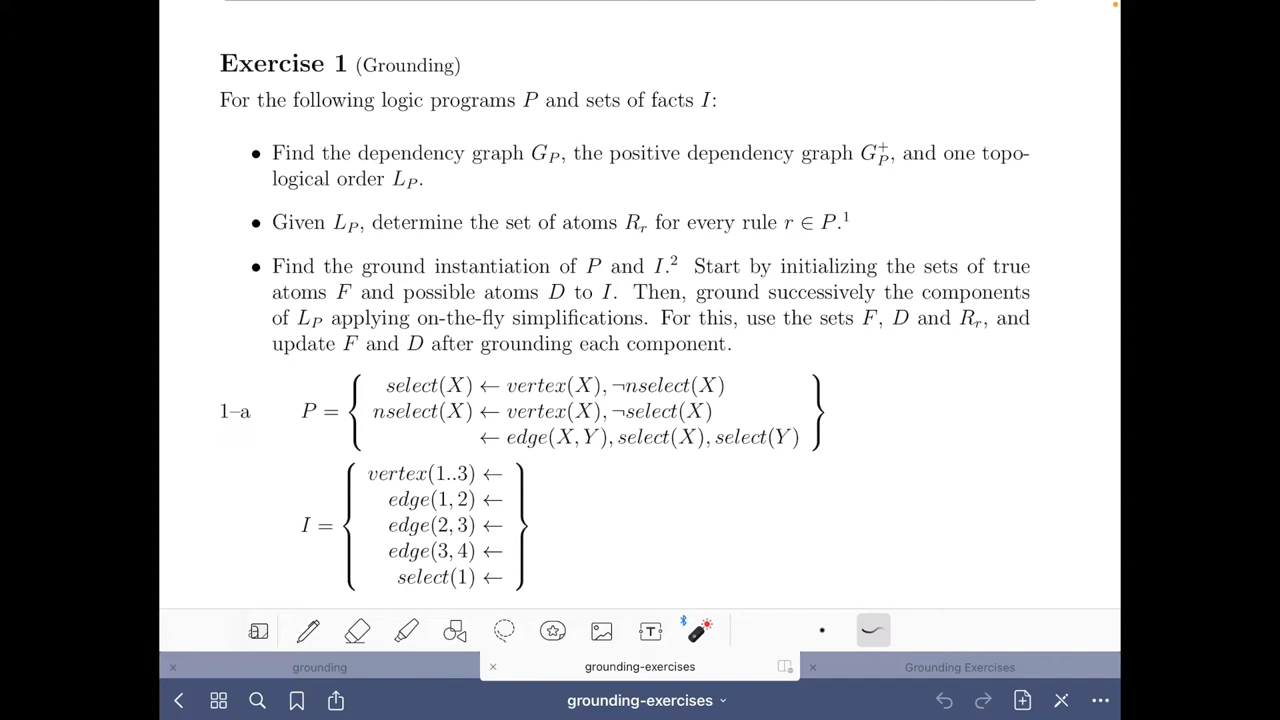 Exercise 1 (Grounding)
For the following logic programs P and sets of facts I:
• Find the dependency graph G_P, the positive dependency graph G_P^+, and one topo-
logical order L_P.
• Given L_P, determine the set of atoms R_r for every rule r ∈ P.¹
• Find the ground instantiation of P and I.² Start by initializing the sets of true
atoms F and possible atoms D to I. Then, ground successively the components
of L_P applying on-the-fly simplifications. For this, use the sets F, D and R_r, and
update F and D after grounding each component.
select(X) ← vertex(X), ¬nselect(X)
1–a P = { nselect(X) ← vertex(X), ¬select(X) }
← edge(X, Y), select(X), select(Y)
vertex(1..3) ←
edge(1, 2) ←
I = { edge(2, 3) ← }
edge(3, 4) ←
select(1) ←
T
grounding
grounding-exercises
Grounding Exercises
grounding-exercises